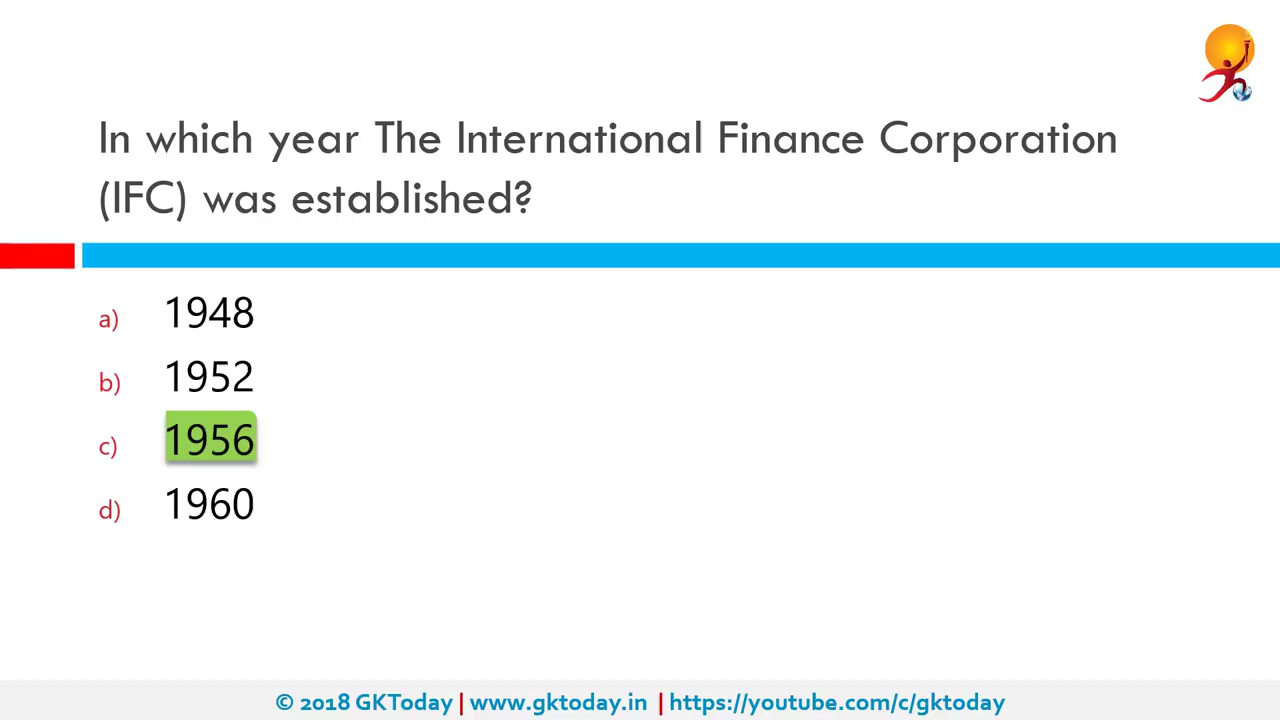 In which year The International Finance Corporation
(IFC) was established?
a) 1948
b) 1952
c) 1956
d) 1960
© 2018 GKToday | www.gktoday.in | https://youtube.com/c/gktoday